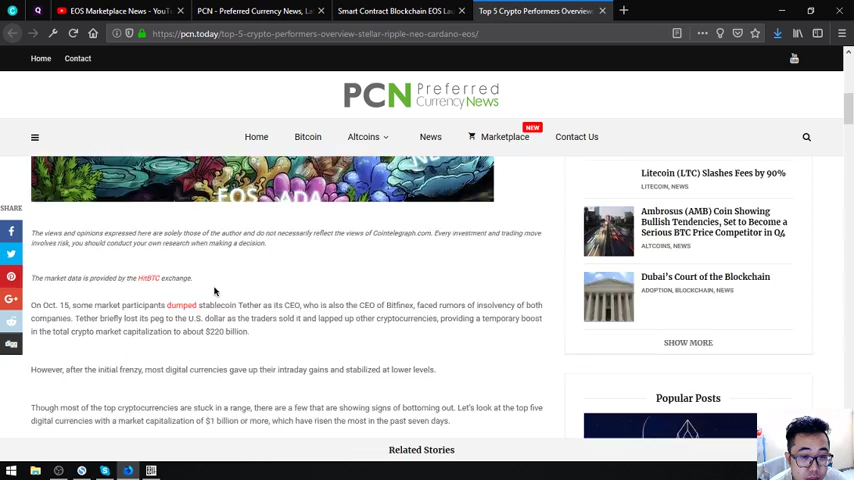 EOS Marketplace News - YouT
PCN - Preferred Currency News, La
Smart Contract Blockchain EOS Lau
Top 5 Crypto Performers Overview
https://pcn.today/top-5-crypto-performers-overview-stellar-ripple-neo-cardano-eos/
Home Contact
PCN Preferred Currency News
Home Bitcoin Altcoins News Marketplace NEW Contact Us
EOS ADA
SHARE
The views and opinions expressed here are solely those of the author and do not necessarily reflect the views of Cointelegraph.com. Every investment and trading move
involves risk, you should conduct your own research when making a decision.
The market data is provided by the HitBTC exchange.
On Oct. 15, some market participants dumped stablecoin Tether as its CEO, who is also the CEO of Bitfinex, faced rumors of insolvency of both
companies. Tether briefly lost its peg to the U.S. dollar as the traders sold it and lapped up other cryptocurrencies, providing a temporary boost
in the total crypto market capitalization to about $220 billion.
However, after the initial frenzy, most digital currencies gave up their intraday gains and stabilized at lower levels.
Though most of the top cryptocurrencies are stuck in a range, there are a few that are showing signs of bottoming out. Let's look at the top five
digital currencies with a market capitalization of $1 billion or more, which have risen the most in the past seven days.
Litecoin (LTC) Slashes Fees by 90%
LITECOIN, NEWS
Ambrosus (AMB) Coin Showing
Bullish Tendencies, Set to Become a
Serious BTC Price Competitor in Q4
ALTCOINS, NEWS
Dubai's Court of the Blockchain
ADOPTION, BLOCKCHAIN, NEWS
SHOW MORE
Popular Posts
Related Stories